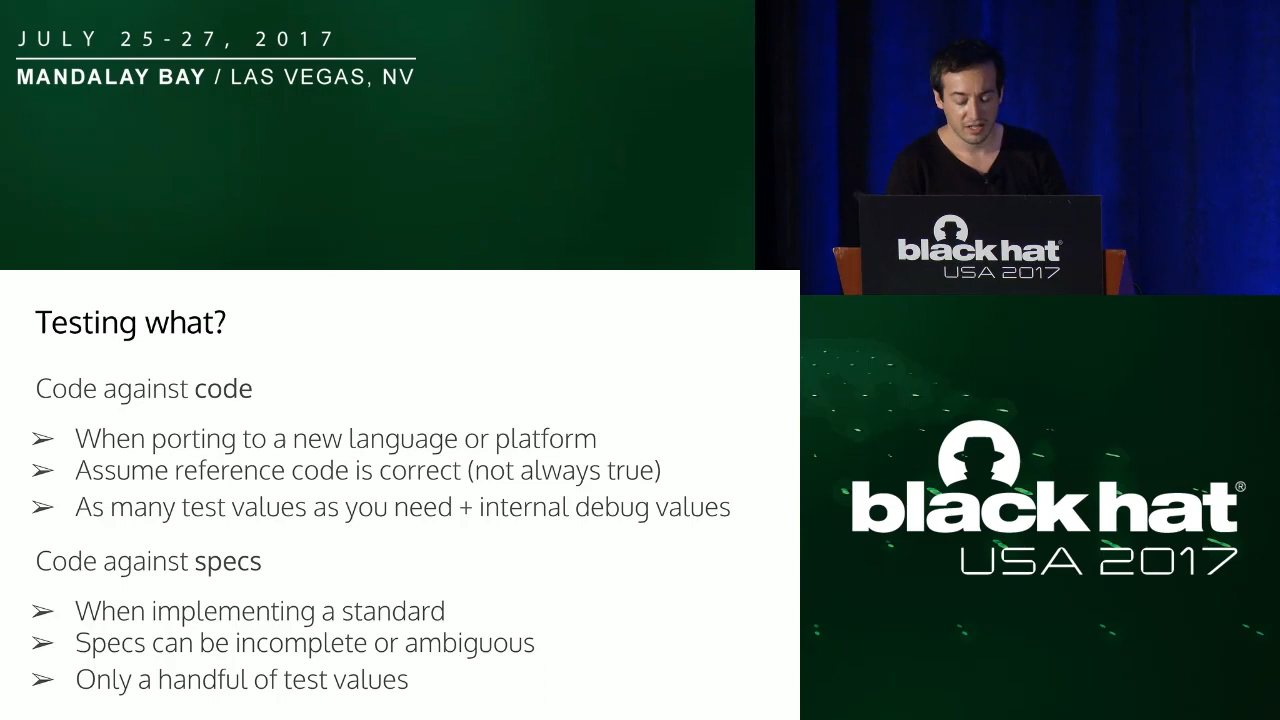 JULY 25-27, 2017
MANDALAY BAY / LAS VEGAS, NV
black hat
USA 2017
Testing what?
Code against code
➢ When porting to a new language or platform
➢ Assume reference code is correct (not always true)
➢ As many test values as you need + internal debug values
Code against specs
➢ When implementing a standard
➢ Specs can be incomplete or ambiguous
➢ Only a handful of test values
black hat®
USA 2017